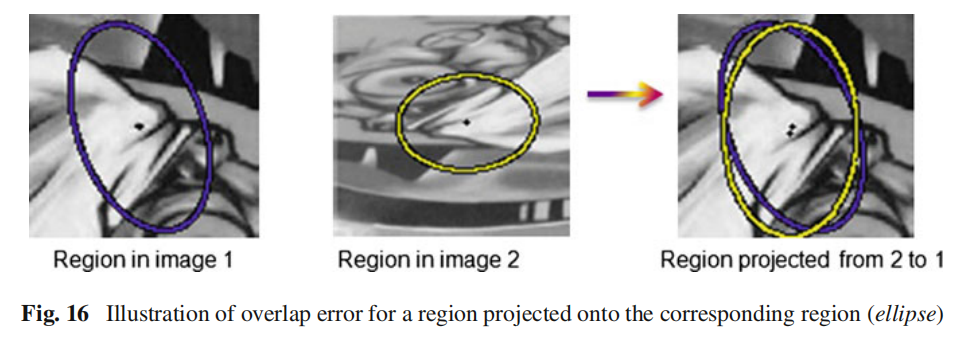 Region in image 1
Region in image 2
Region projected from 2 to 1
Fig. 16 Illustration of overlap error for a region projected onto the corresponding region (ellipse)